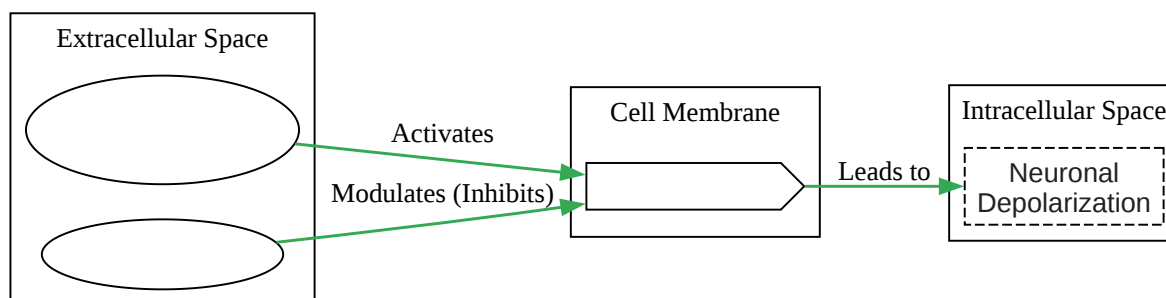 Extracellular Space
Activates
Modulates (Inhibits)
Cell Membrane
Leads to
Intracellular Space
Neuronal
Depolarization